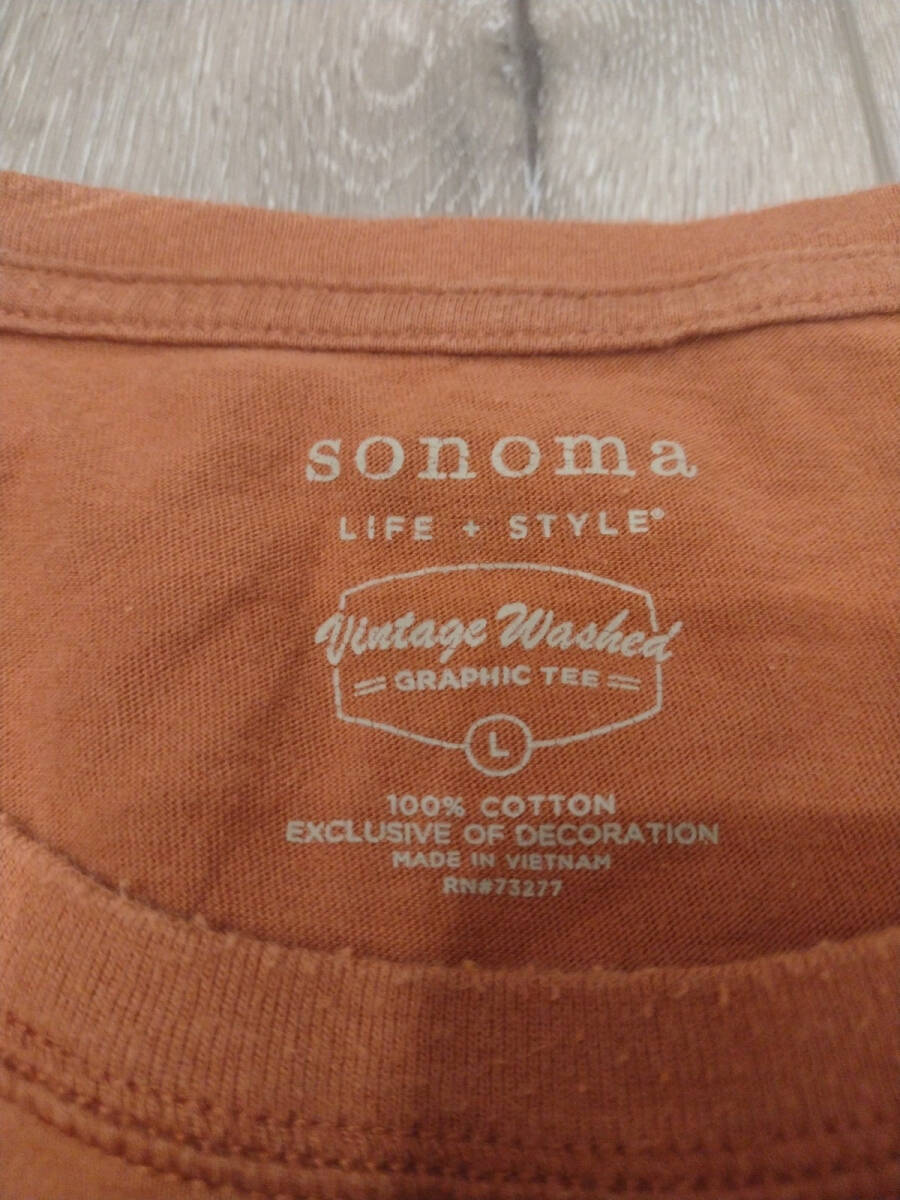 sonoma
LIFE + STYLE®
Vintage Washed
GRAPHIC TEE
L
100% COTTON
EXCLUSIVE OF DECORATION
MADE IN VIETNAM
RN#73277